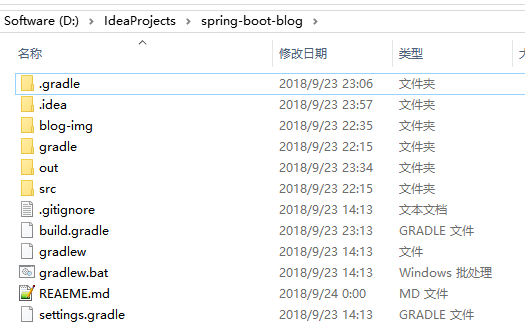 Software (D:) > IdeaProjects > spring-boot-blog >
名称 修改日期 类型
.gradle 2018/9/23 23:06 文件夹
.idea 2018/9/23 23:57 文件夹
blog-img 2018/9/23 22:35 文件夹
gradle 2018/9/23 22:15 文件夹
out 2018/9/23 23:34 文件夹
src 2018/9/23 22:15 文件夹
.gitignore 2018/9/23 14:13 文本文档
build.gradle 2018/9/23 23:13 GRADLE 文件
gradlew 2018/9/23 14:13 文件
gradlew.bat 2018/9/23 14:13 Windows 批处理
REAEME.md 2018/9/24 0:00 MD 文件
settings.gradle 2018/9/23 14:13 GRADLE 文件